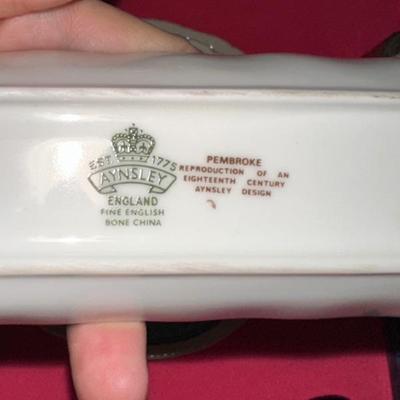 EST 1775
AYNSLEY
ENGLAND
FINE ENGLISH
BONE CHINA
PEMBROKE
REPRODUCTION OF AN
EIGHTEENTH CENTURY
AYNSLEY DESIGN